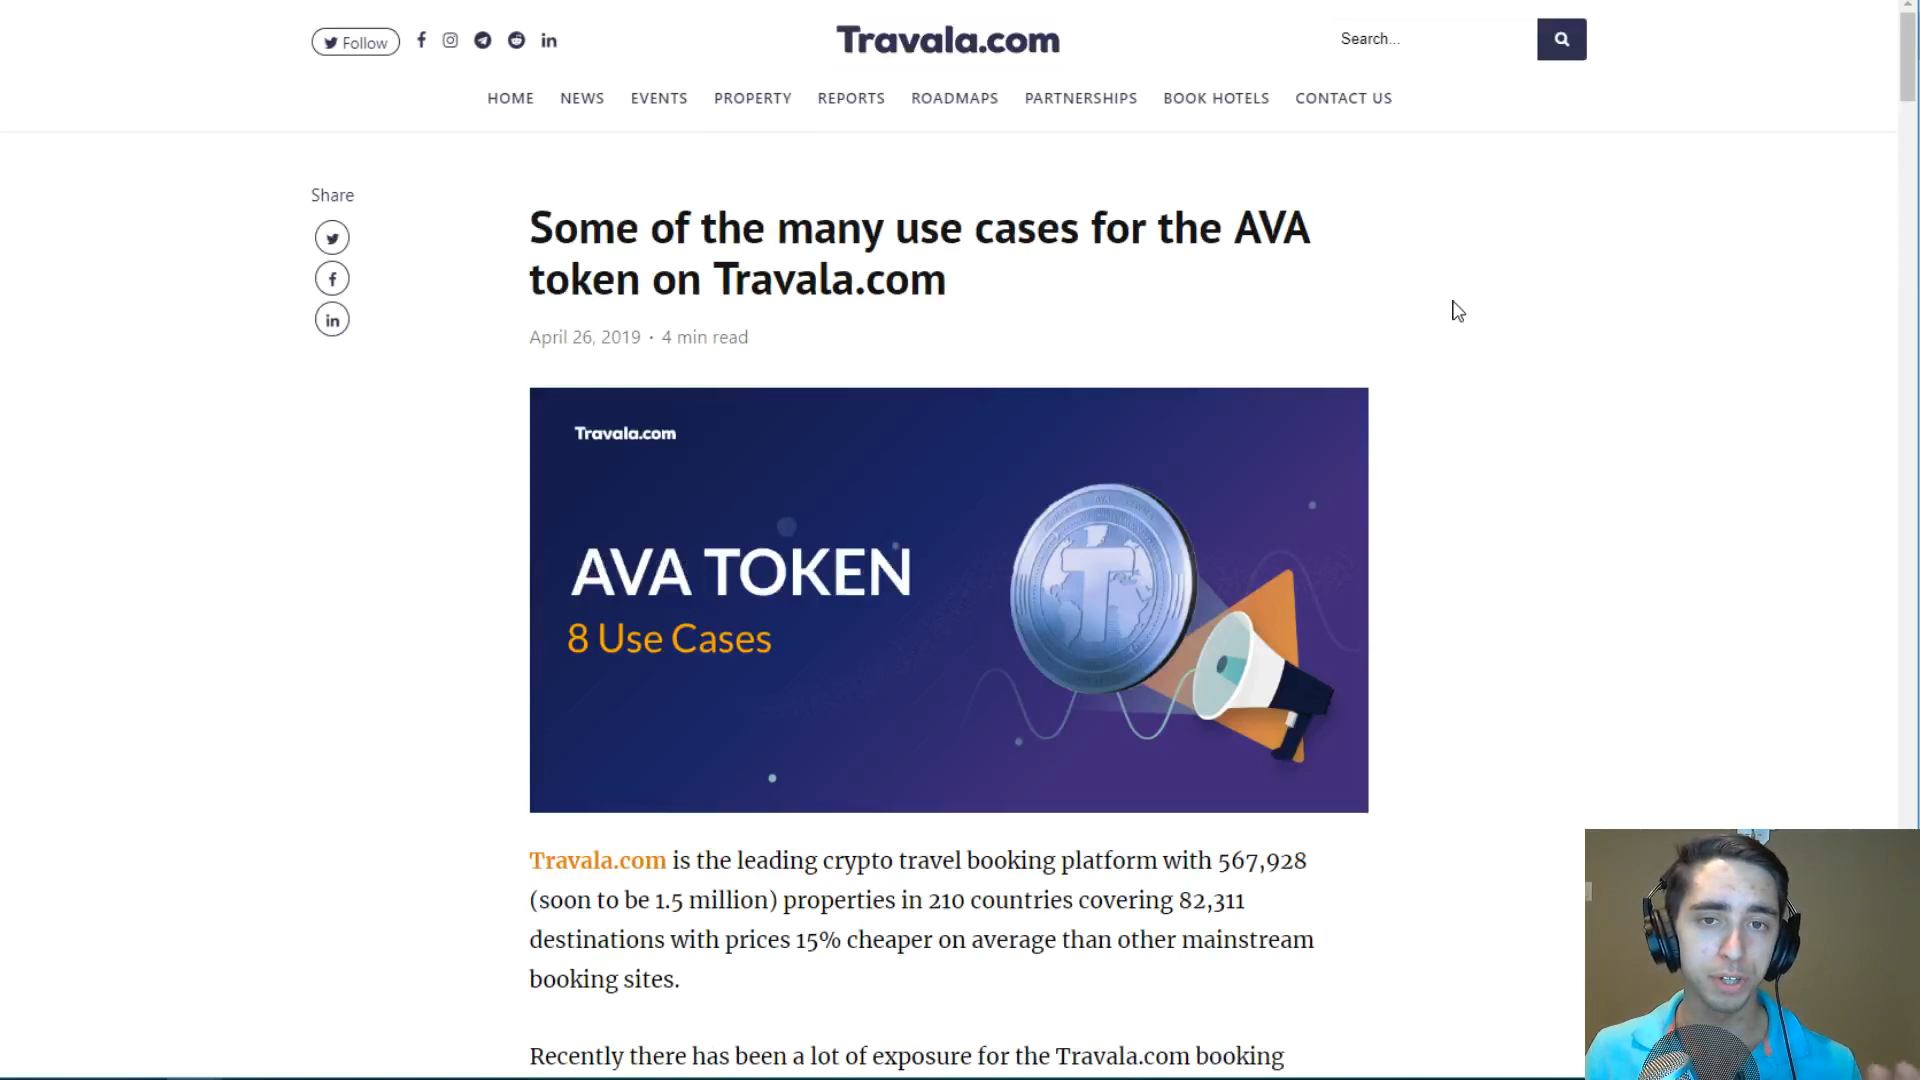 Follow
Travala.com
Search...
HOME NEWS EVENTS PROPERTY REPORTS ROADMAPS PARTNERSHIPS BOOK HOTELS CONTACT US
Share
Some of the many use cases for the AVA
token on Travala.com
April 26, 2019 · 4 min read
Travala.com
AVA TOKEN
8 Use Cases
T
Travala.com is the leading crypto travel booking platform with 567,928
(soon to be 1.5 million) properties in 210 countries covering 82,311
destinations with prices 15% cheaper on average than other mainstream
booking sites.
Recently there has been a lot of exposure for the Travala.com booking